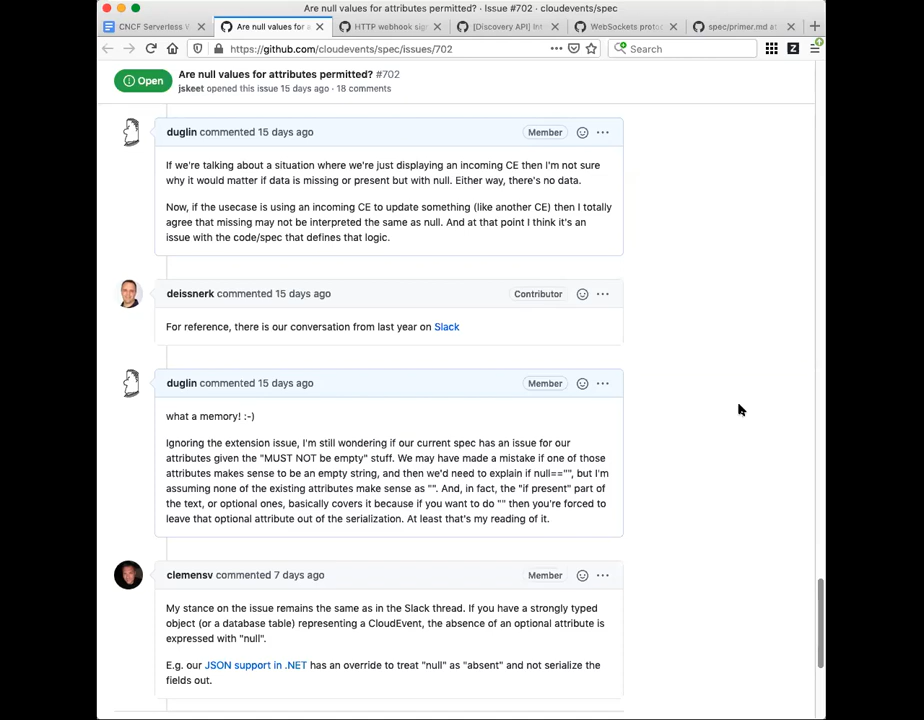 Are null values for attributes permitted? · Issue #702 · cloudevents/spec
CNCF Serverless W
Are null values for a
HTTP webhook sign
[Discovery API] Int
WebSockets proto
spec/primer.md at
https://github.com/cloudevents/spec/issues/702
Search
Open
Are null values for attributes permitted? #702
jskeet opened this issue 15 days ago · 18 comments
duglin commented 15 days ago
Member
If we're talking about a situation where we're just displaying an incoming CE then I'm not sure
why it would matter if data is missing or present but with null. Either way, there's no data.
Now, if the usecase is using an incoming CE to update something (like another CE) then I totally
agree that missing may not be interpreted the same as null. And at that point I think it's an
issue with the code/spec that defines that logic.
deissnerk commented 15 days ago
Contributor
For reference, there is our conversation from last year on Slack
duglin commented 15 days ago
Member
what a memory! :-)
Ignoring the extension issue, I'm still wondering if our current spec has an issue for our
attributes given the "MUST NOT be empty" stuff. We may have made a mistake if one of those
attributes makes sense to be an empty string, and then we'd need to explain if null=="", but I'm
assuming none of the existing attributes make sense as "". And, in fact, the "if present" part of
the text, or optional ones, basically covers it because if you want to do "" then you're forced to
leave that optional attribute out of the serialization. At least that's my reading of it.
clemensv commented 7 days ago
Member
My stance on the issue remains the same as in the Slack thread. If you have a strongly typed
object (or a database table) representing a CloudEvent, the absence of an optional attribute is
expressed with "null".
E.g. our JSON support in .NET has an override to treat "null" as "absent" and not serialize the
fields out.